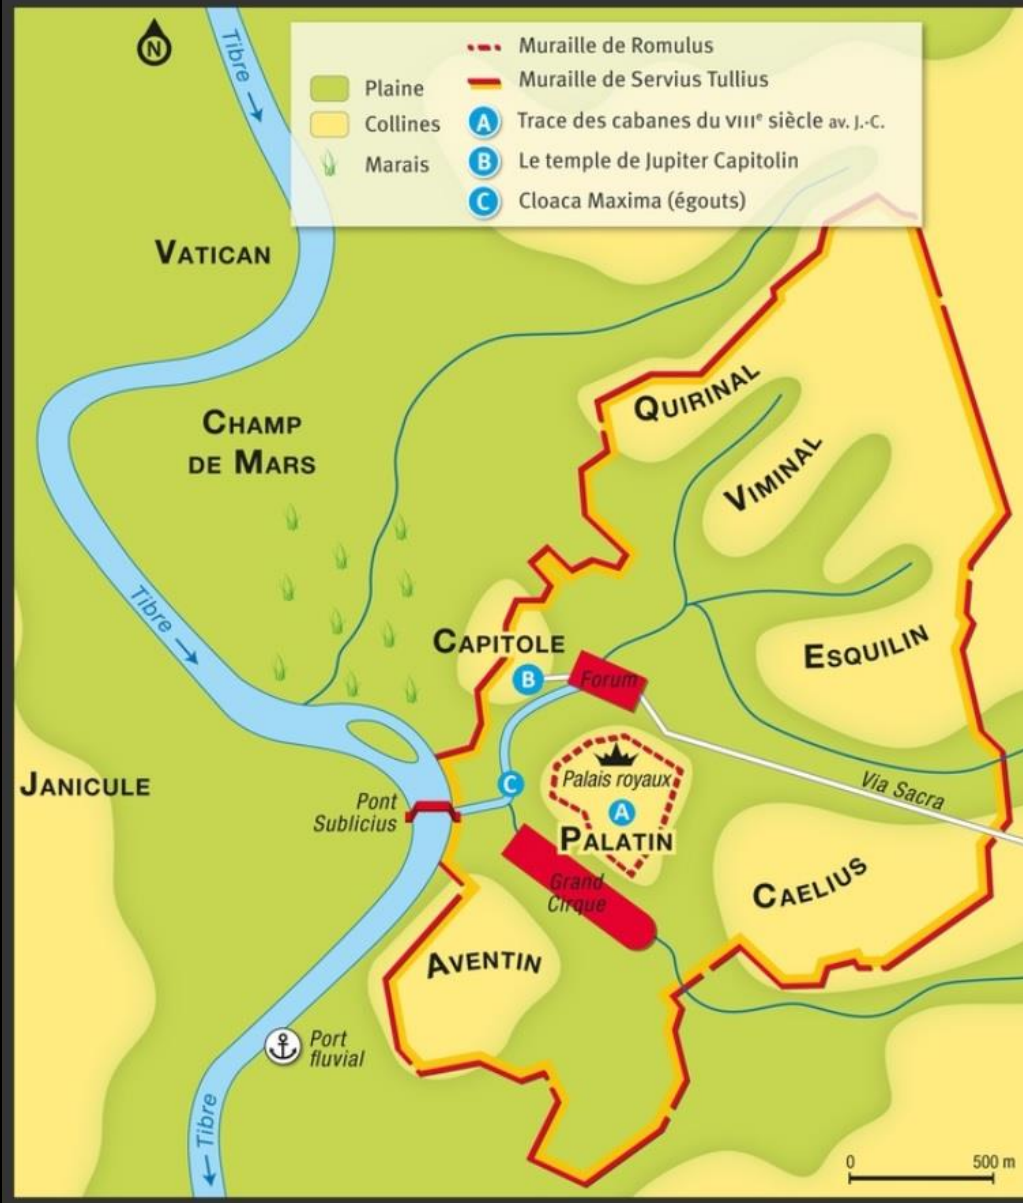 N
Tibre
Muraille de Romulus
Plaine
Muraille de Servius Tullius
Collines
A Trace des cabanes du VIIIe siècle av. J.-C.
Marais
B Le temple de Jupiter Capitolin
C Cloaca Maxima (égouts)
VATICAN
QUIRINAL
CHAMP
DE MARS
VIMINAL
Tibre
CAPITOLE
ESQUILIN
B
Forum
JANICULE
Palais royaux
Via Sacra
C
A
Pont
Sublicius
PALATIN
Grand
Cirque
CAELIUS
AVENTIN
Port
fluvial
Tibre
0 500 m